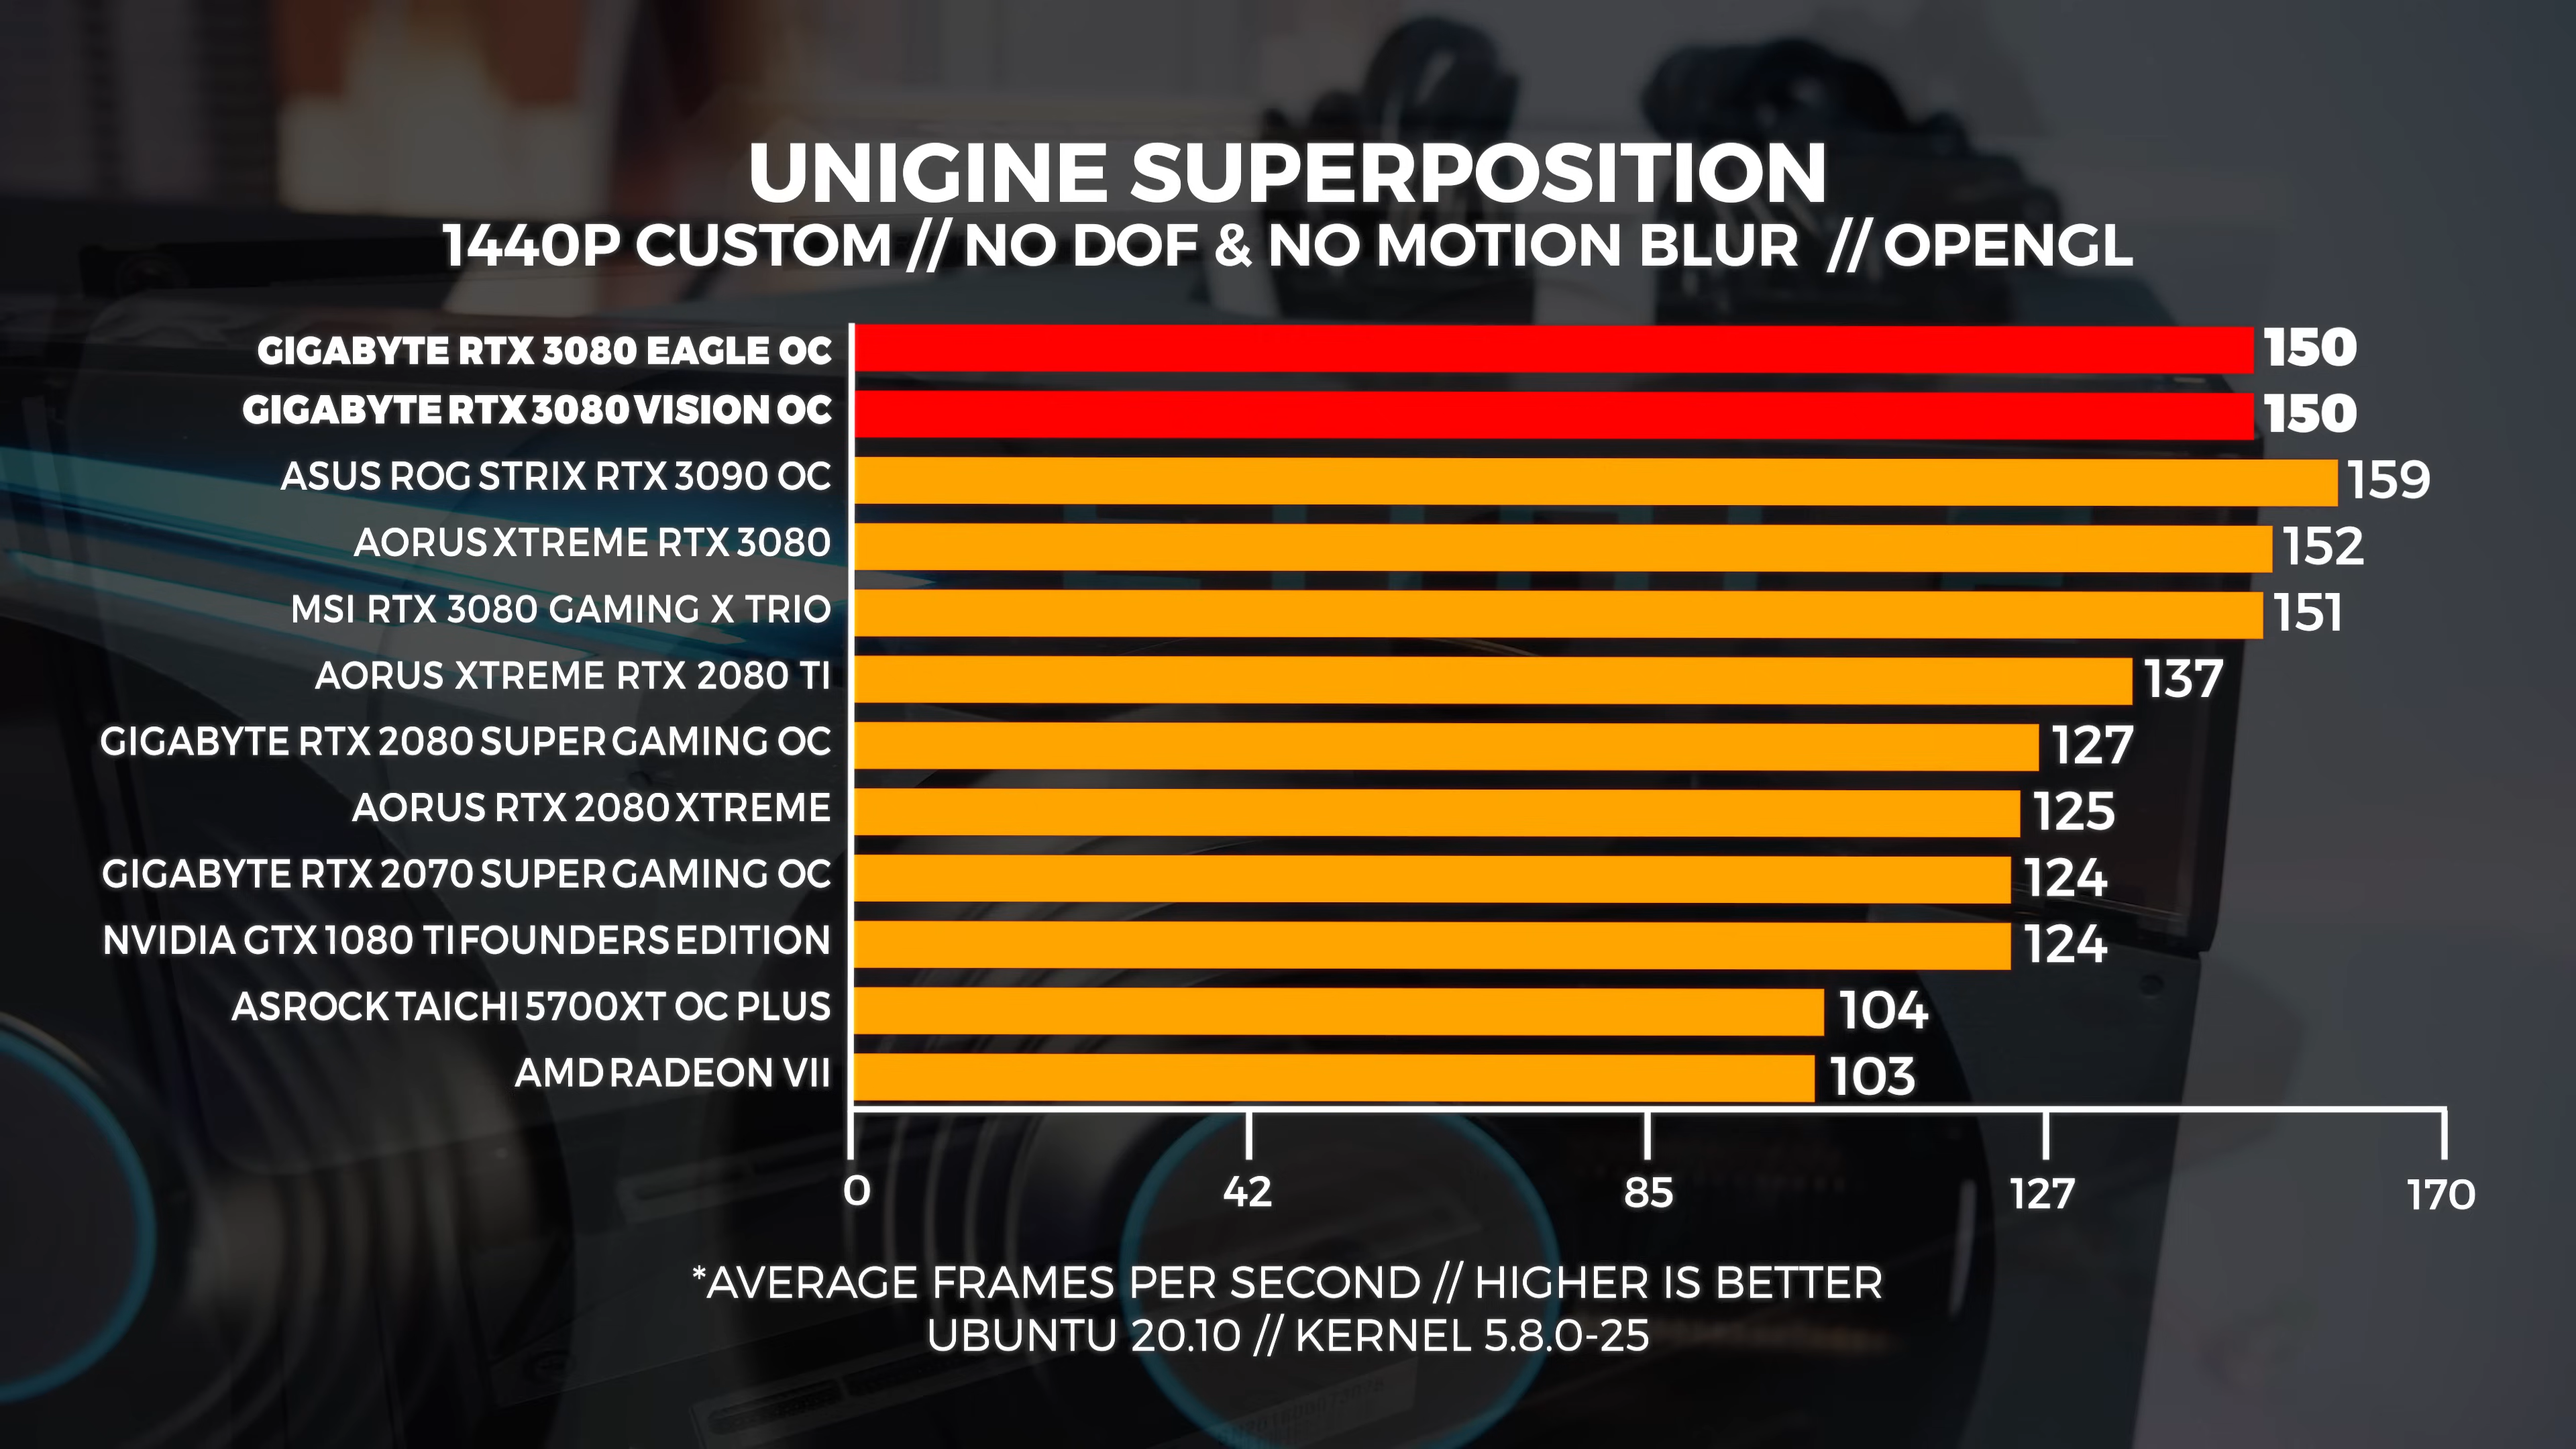 UNIGINE SUPERPOSITION
1440P CUSTOM // NO DOF & NO MOTION BLUR // OPENGL
GIGABYTE RTX 3080 EAGLE OC 150
GIGABYTE RTX 3080 VISION OC 150
ASUS ROG STRIX RTX 3090 OC 159
AORUS XTREME RTX 3080 152
MSI RTX 3080 GAMING X TRIO 151
AORUS XTREME RTX 2080 TI 137
GIGABYTE RTX 2080 SUPER GAMING OC 127
AORUS RTX 2080 XTREME 125
GIGABYTE RTX 2070 SUPER GAMING OC 124
NVIDIA GTX 1080 TI FOUNDERS EDITION 124
ASROCK TAICHI 5700XT OC PLUS 104
AMD RADEON VII 103
0 42 85 127 170
*AVERAGE FRAMES PER SECOND // HIGHER IS BETTER
UBUNTU 20.10 // KERNEL 5.8.0-25